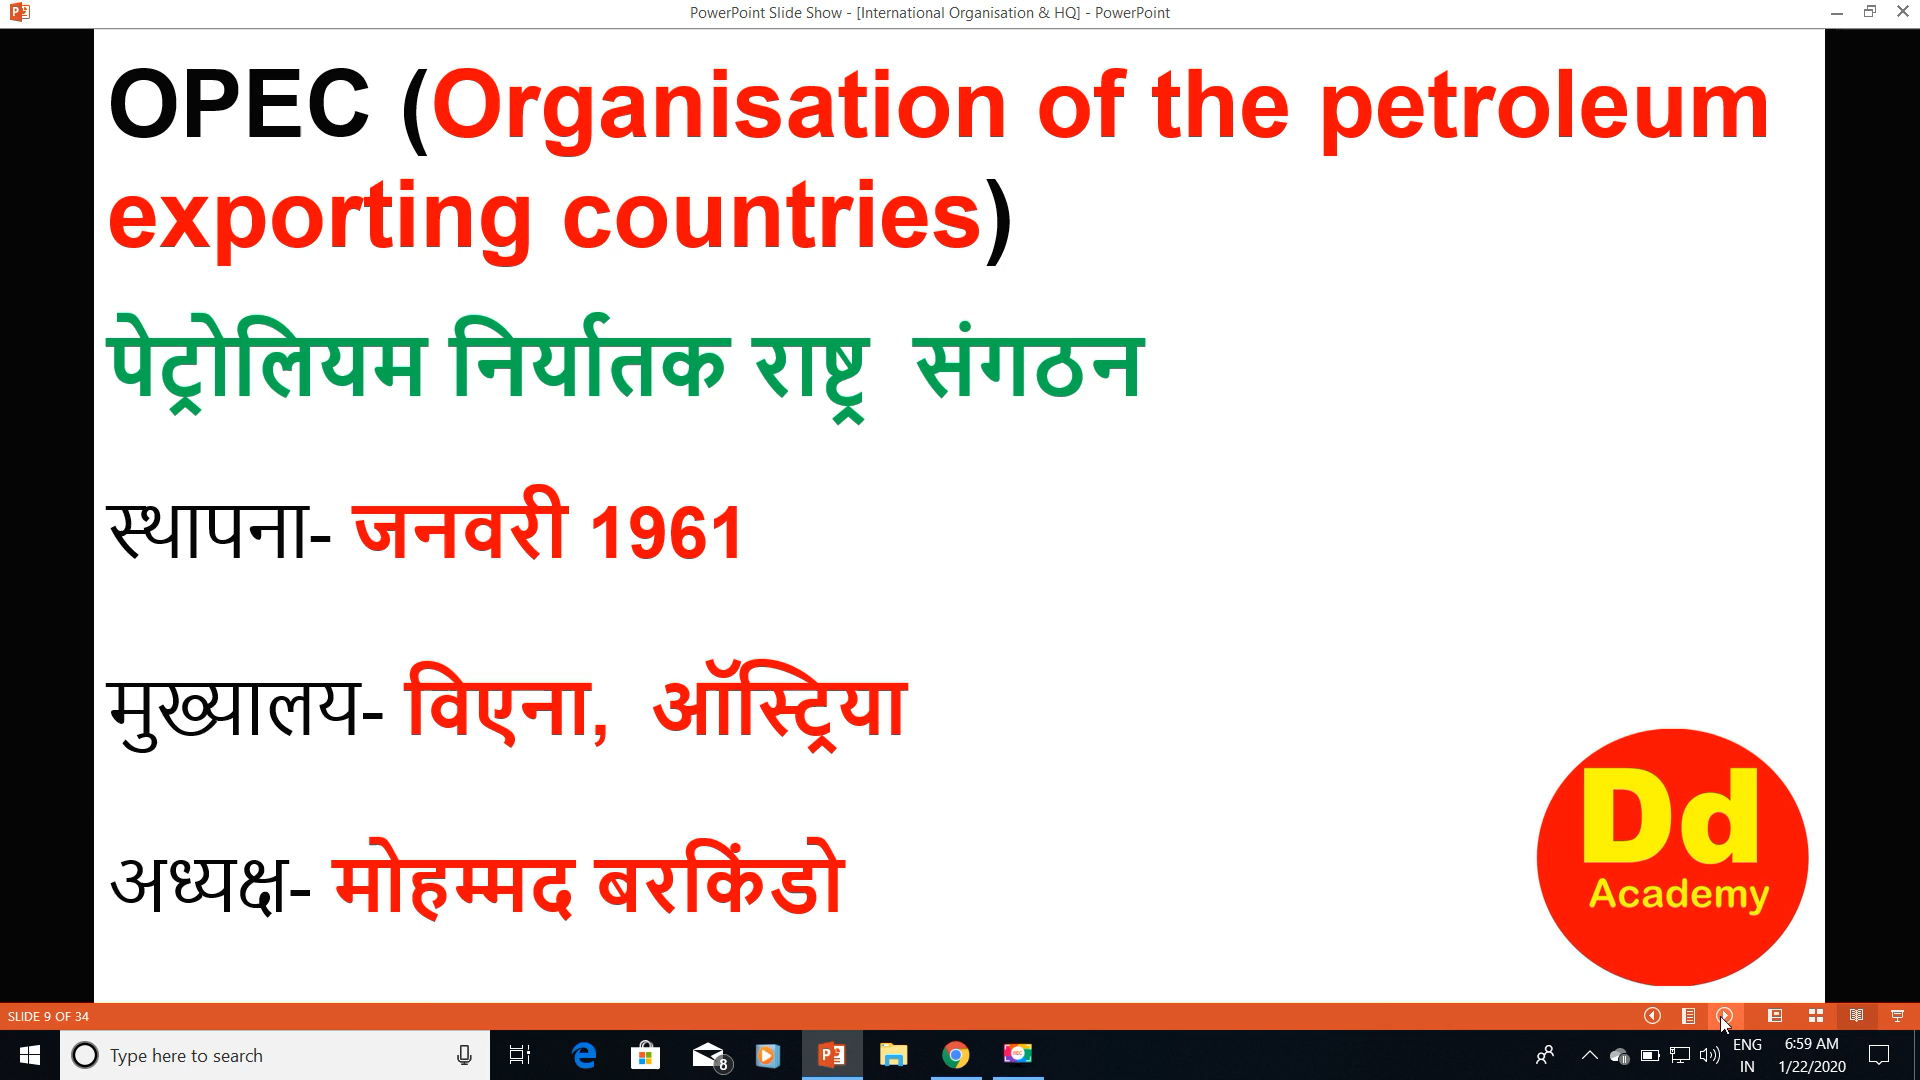 PowerPoint Slide Show - [International Organisation & HQ] - PowerPoint
OPEC (Organisation of the petroleum
exporting countries)
पेट्रोलियम निर्यातक राष्ट्र संगठन
स्थापना- जनवरी 1961
मुख्यालय- विएना, ऑस्ट्रिया
अध्यक्ष- मोहम्मद बरकिंडो
Dd
Academy
SLIDE 9 OF 34
Type here to search
8
ENG
IN
6:59 AM
1/22/2020